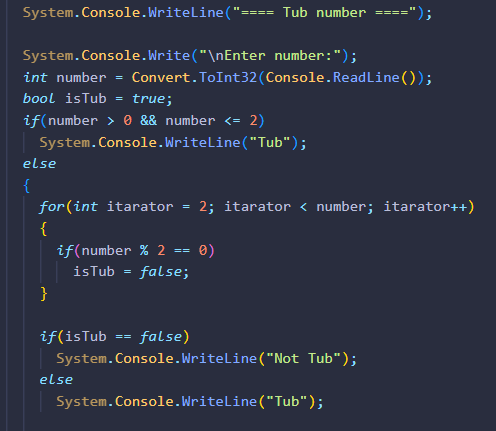 System.Console.WriteLine("==== Tub number ====");
System.Console.Write("\nEnter number:");
int number = Convert.ToInt32(Console.ReadLine());
bool isTub = true;
if(number > 0 && number <= 2)
System.Console.WriteLine("Tub");
else
{
for(int itarator = 2; itarator < number; itarator++)
{
if(number % 2 == 0)
isTub = false;
}
if(isTub == false)
System.Console.WriteLine("Not Tub");
else
System.Console.WriteLine("Tub");